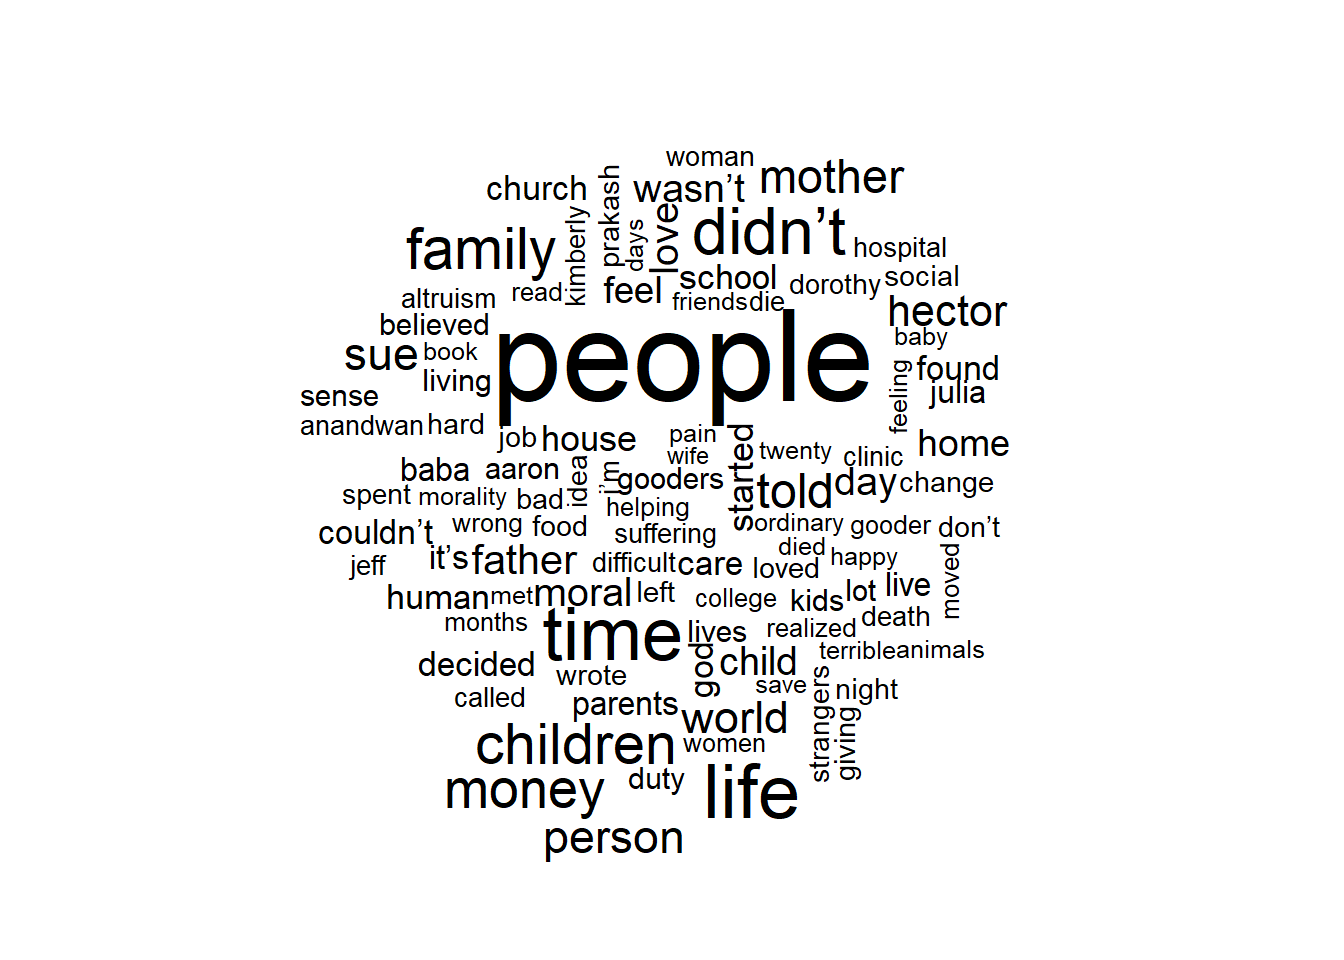 woman
church
prakash
wasn’t
mother
kimberly
days
love
didn’t
family
hospital
school
social
feel
dorothy
altruism
read
friends
die
hector
believed
people
baby
sue
book
living
found
feeling
julia
sense
anandwan
hard
job
house
pain
started
home
wife
twenty
clinic
baba
aaron
idea
i’m
gooders
told
day
change
spent
morality
bad
helping
couldn’t
wrong
food
suffering
ordinary
gooder
don’t
jeff
it’s
father
difficult
care
died
loved
happy
moved
human
met
moral
left
college
kids
lot
live
months
time
lives
realized
death
decided
wrote
god
child
terrible
animals
called
parents
save
strangers
night
world
giving
children
women
money
duty
life
person